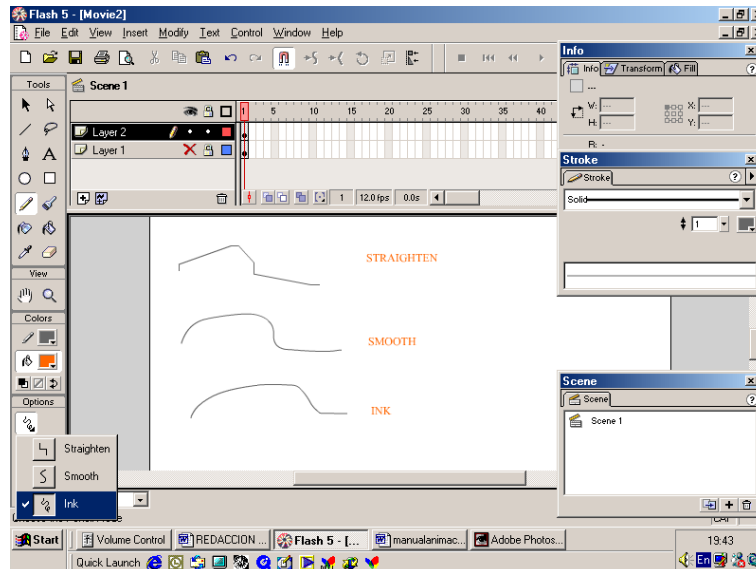 Flash 5 - [Movie2]
File Edit View Insert Modify Text Control Window Help
Tools
Scene 1
1 5 10 15 20 25 30 35 40
Layer 2
Layer 1
1 12.0 fps 0.0s
View
Colors
Options
Straighten
Smooth
Ink
STRAIGHTEN
SMOOTH
INK
Info
Info Transform Fill ?
...
W: --- X: ---
H: --- Y: ---
R: -
Stroke
Stroke ?
Solid
1
Scene
Scene ?
Scene 1
Start Volume Control REDACCION ... Flash 5 - [... manualanimac... Adobe Photos... 19:43
Quick Launch En